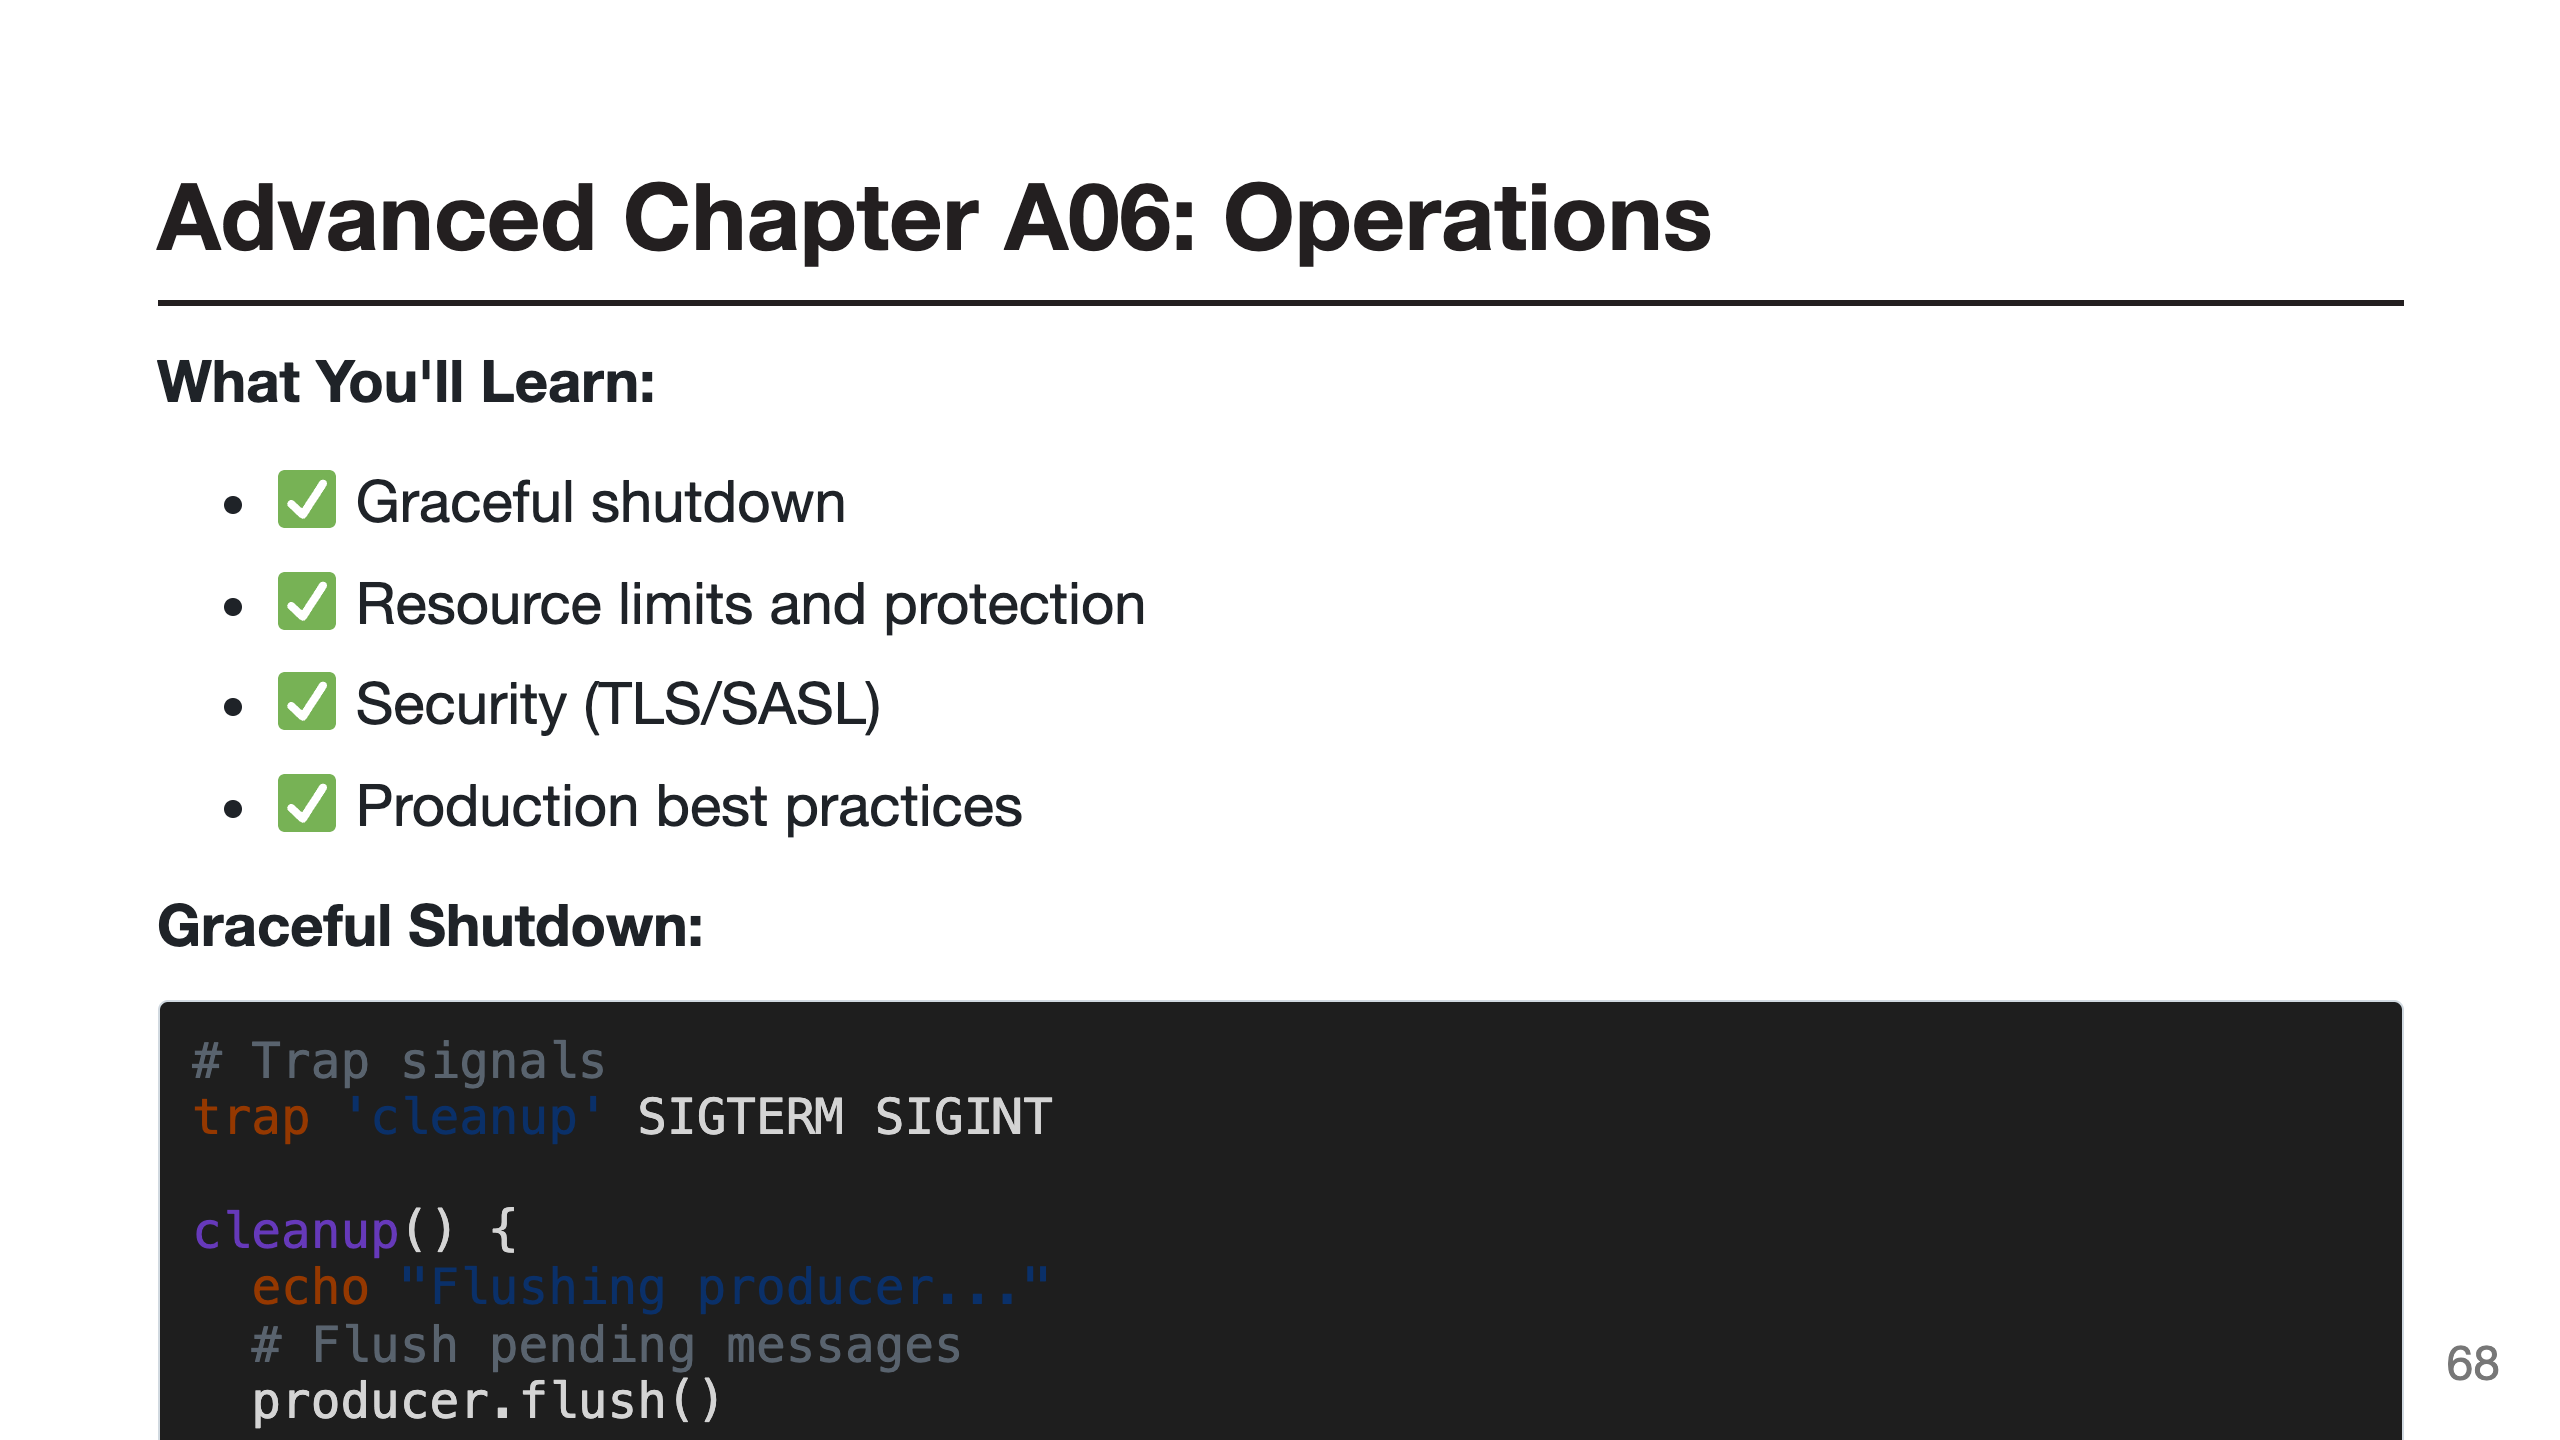 Advanced Chapter A06: Operations
What You'll Learn:
• ✅ Graceful shutdown
• ✅ Resource limits and protection
• ✅ Security (TLS/SASL)
• ✅ Production best practices
Graceful Shutdown:
# Trap signals
trap 'cleanup' SIGTERM SIGINT
cleanup() {
  echo "Flushing producer..."
  # Flush pending messages
  producer.flush()
68